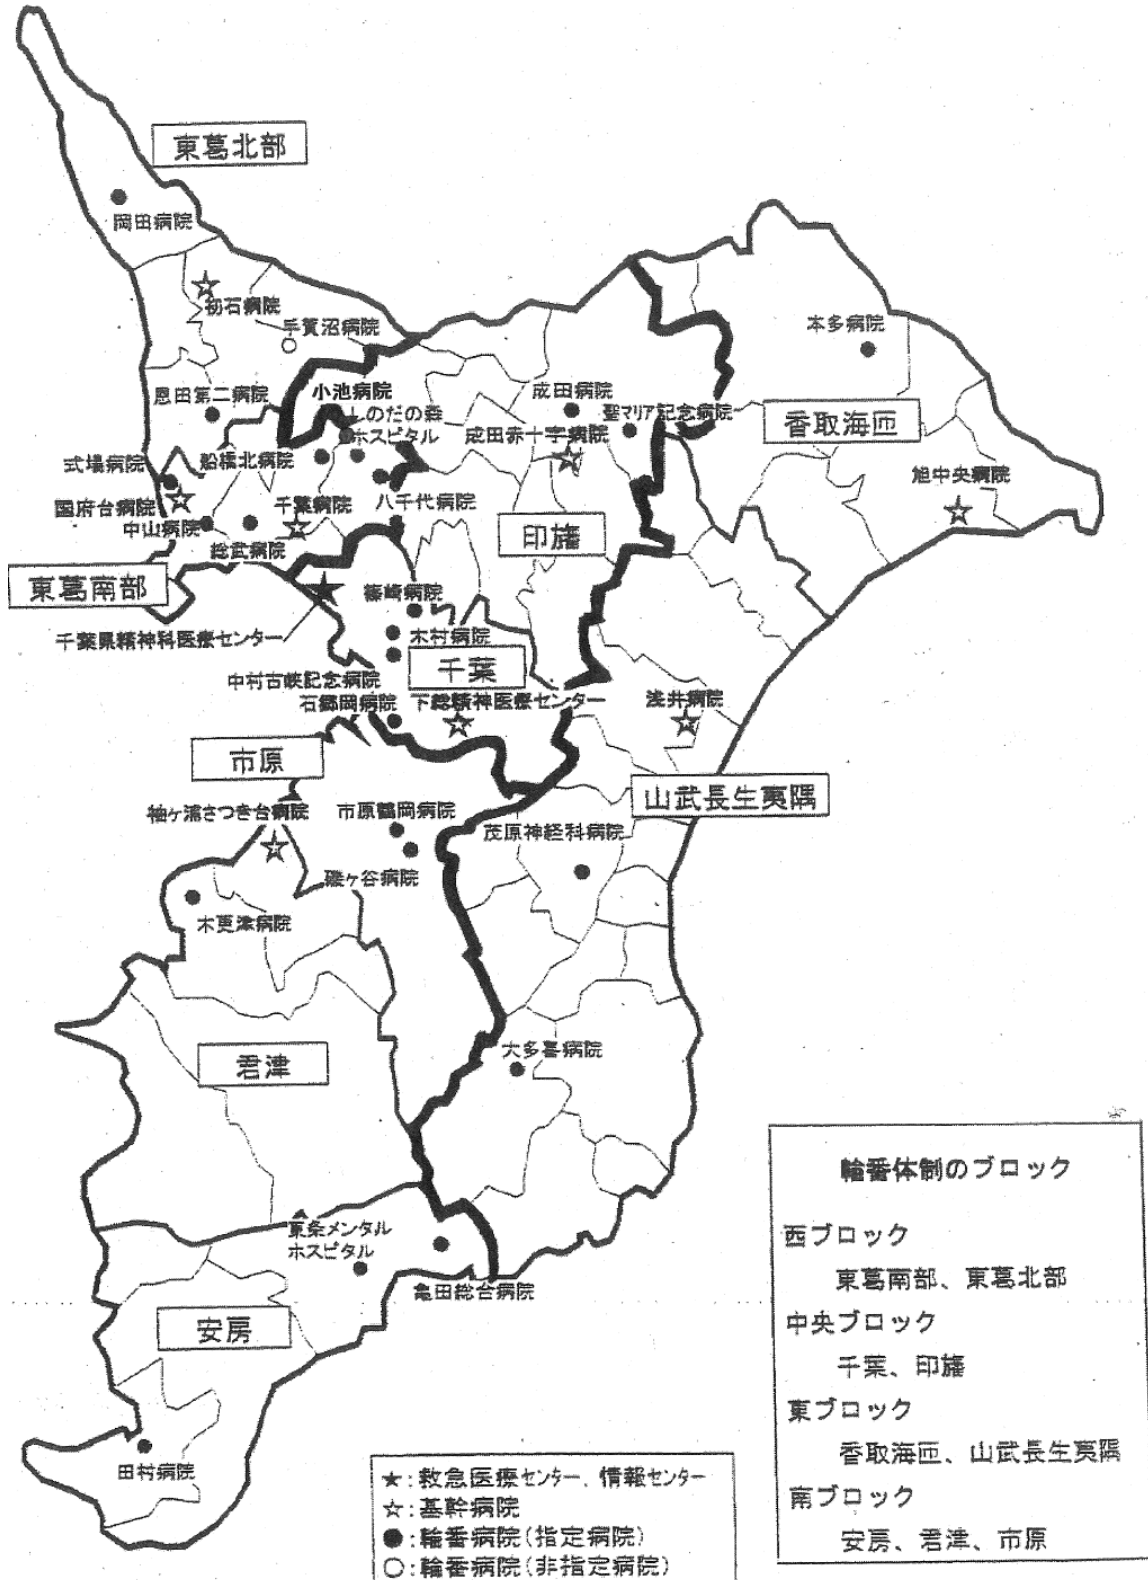 東葛北部
岡田病院
初石病院
手賀沼病院
本多病院
恩田第二病院
小池病院
成田病院
しのだの森
ホスピタル
聖マリア記念病院
香取海匝
成田赤十字病院
式場病院
船橋北病院
旭中央病院
国府台病院
千葉病院
八千代病院
中山病院
総武病院
印旛
東葛南部
篠崎病院
千葉県精神科医療センター
木村病院
千葉
中村古峡記念病院
石郷岡病院
下総精神医療センター
浅井病院
市原
山武長生夷隅
袖ヶ浦さつき台病院
市原鶴岡病院
茂原神経科病院
磯ヶ谷病院
木更津病院
君津
大多喜病院
東条メンタル
ホスピタル
亀田総合病院
安房
田村病院
★:救急医療センター、情報センター
☆:基幹病院
●:輪番病院(指定病院)
○:輪番病院(非指定病院)
輪番体制のブロック
西ブロック
東葛南部、東葛北部
中央ブロック
千葉、印旛
東ブロック
香取海匝、山武長生夷隅
南ブロック
安房、君津、市原